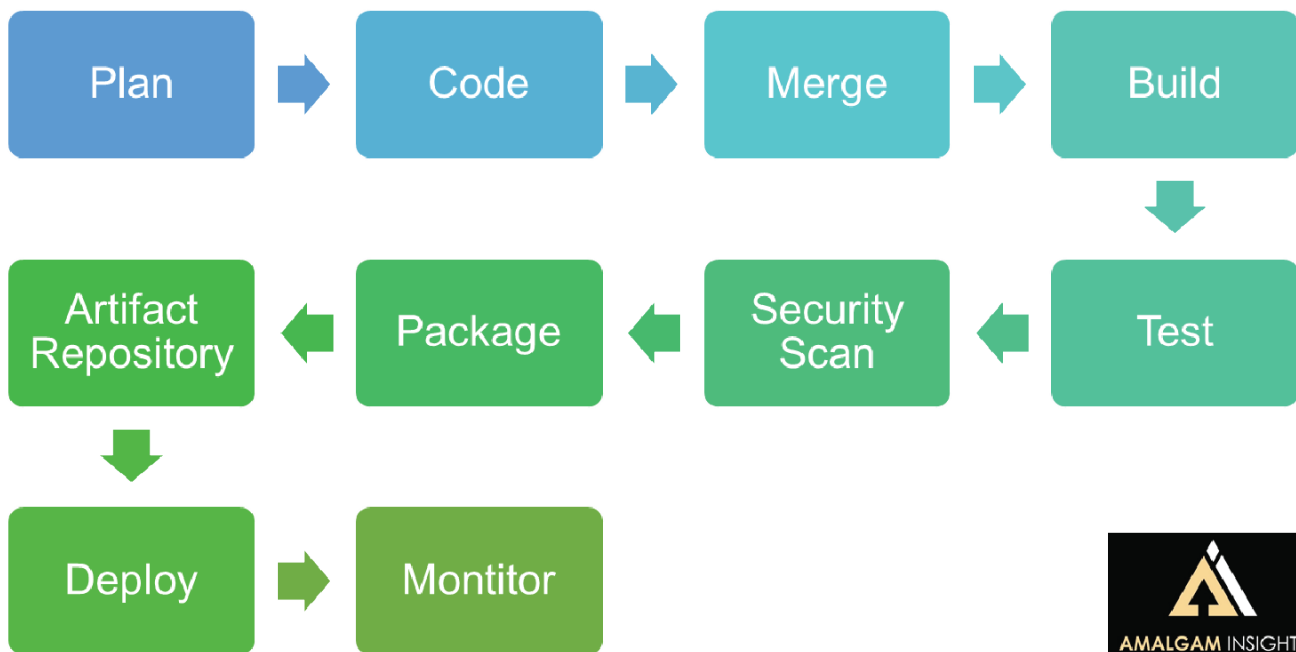 Plan
Code
Merge
Build
Artifact
Repository
Package
Security
Scan
Test
Deploy
Montitor
AMALGAM INSIGHT